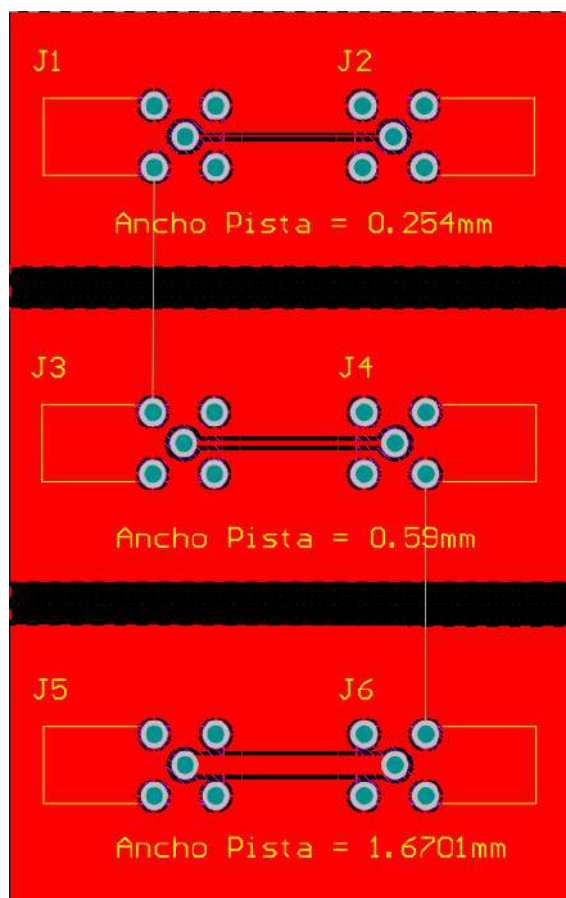 J1 J2
Ancho Pista = 0.254mm
J3 J4
Ancho Pista = 0.59mm
J5 J6
Ancho Pista = 1.6701mm